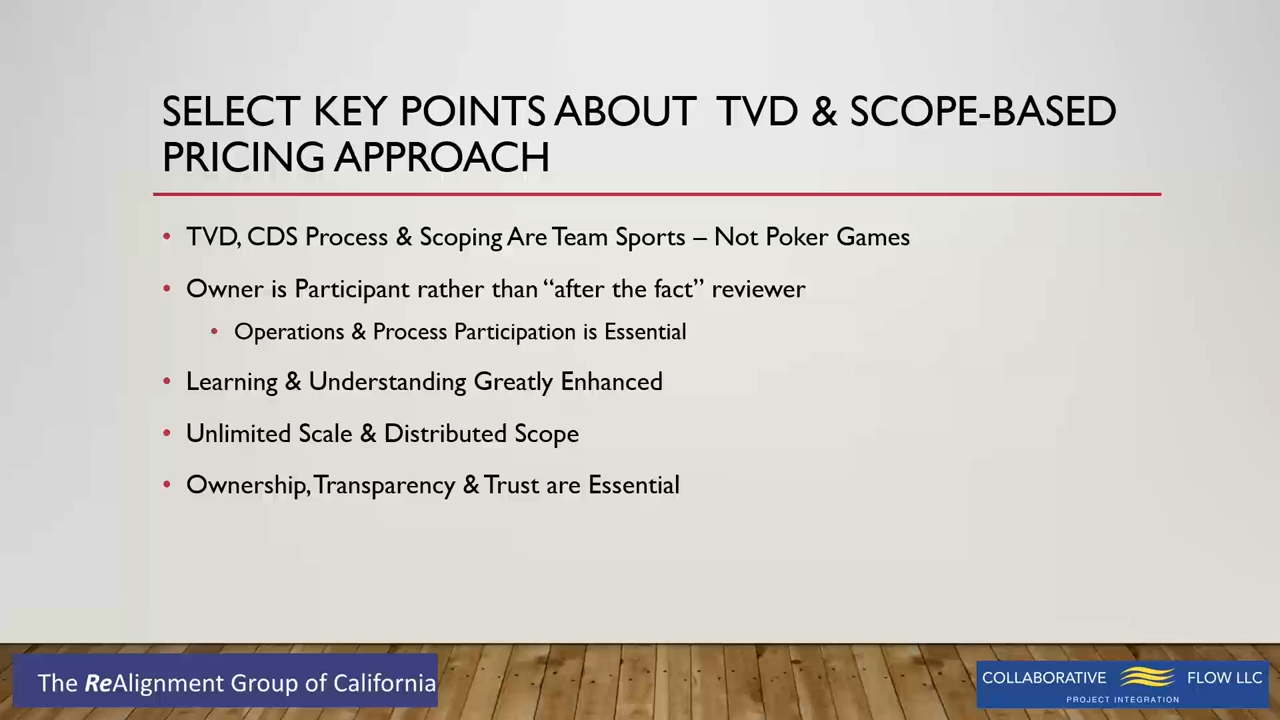 SELECT KEY POINTS ABOUT TVD & SCOPE-BASED
PRICING APPROACH
• TVD, CDS Process & Scoping Are Team Sports – Not Poker Games
• Owner is Participant rather than “after the fact” reviewer
• Operations & Process Participation is Essential
• Learning & Understanding Greatly Enhanced
• Unlimited Scale & Distributed Scope
• Ownership, Transparency & Trust are Essential
The ReAlignment Group of California
COLLABORATIVE FLOW LLC
PROJECT INTEGRATION